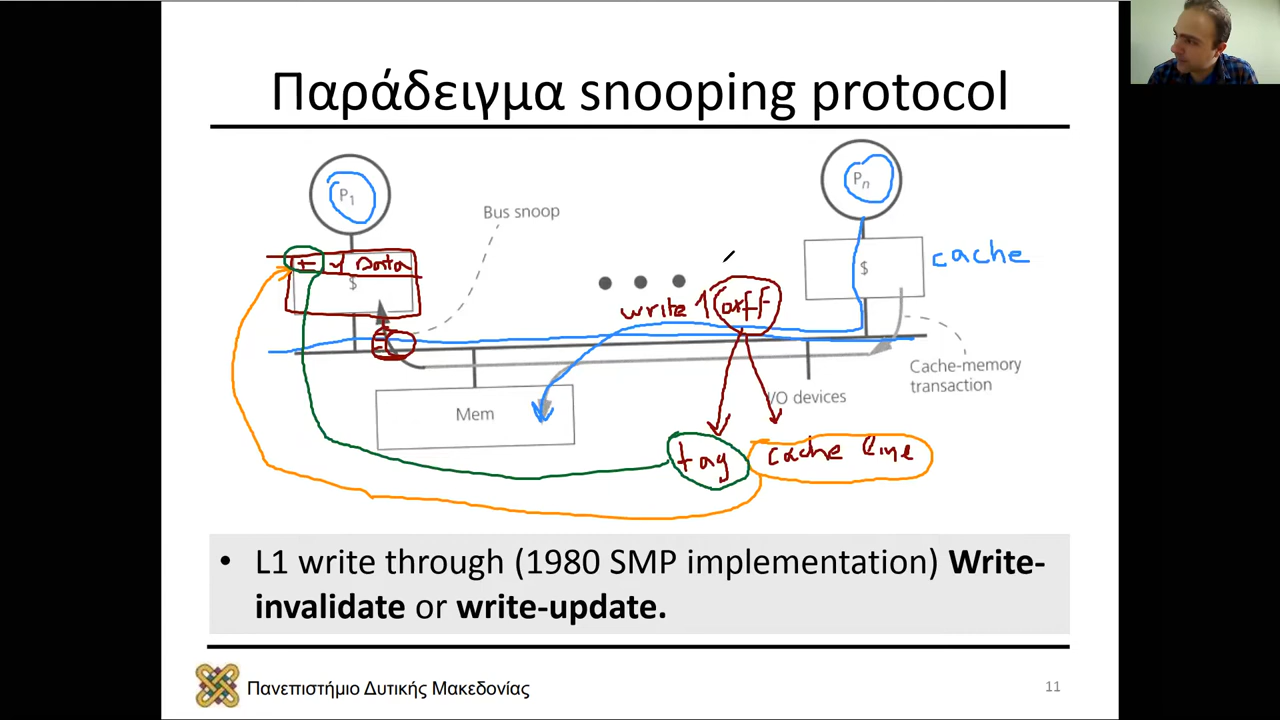 Παράδειγμα snooping protocol
P1
Pn
Bus snoop
t v Data
$
$
cache
write 1 0xff
Cache-memory
transaction
I/O devices
Mem
tag cache line
• L1 write through (1980 SMP implementation) Write-
invalidate or write-update.
Πανεπιστήμιο Δυτικής Μακεδονίας
11